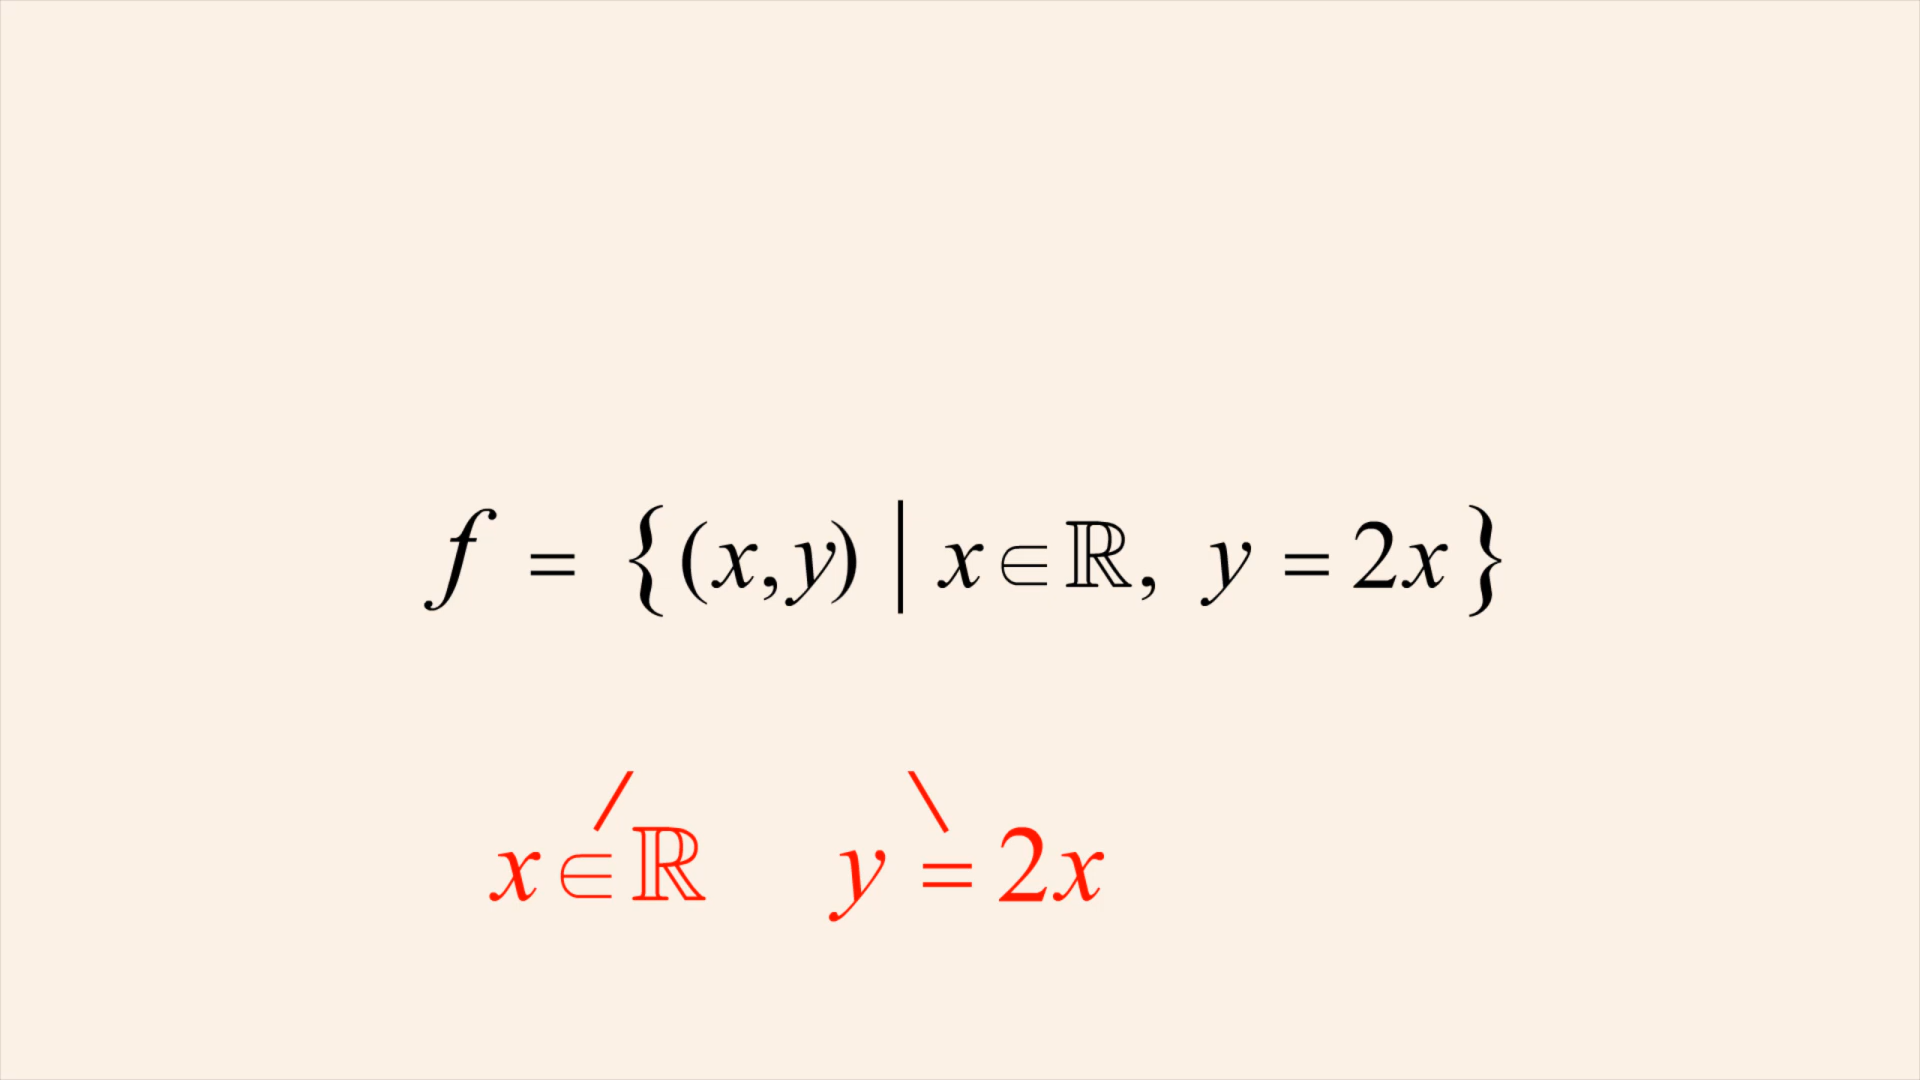 f = {(x,y) | x∈ℝ, y = 2x}
x∈ℝ y = 2x